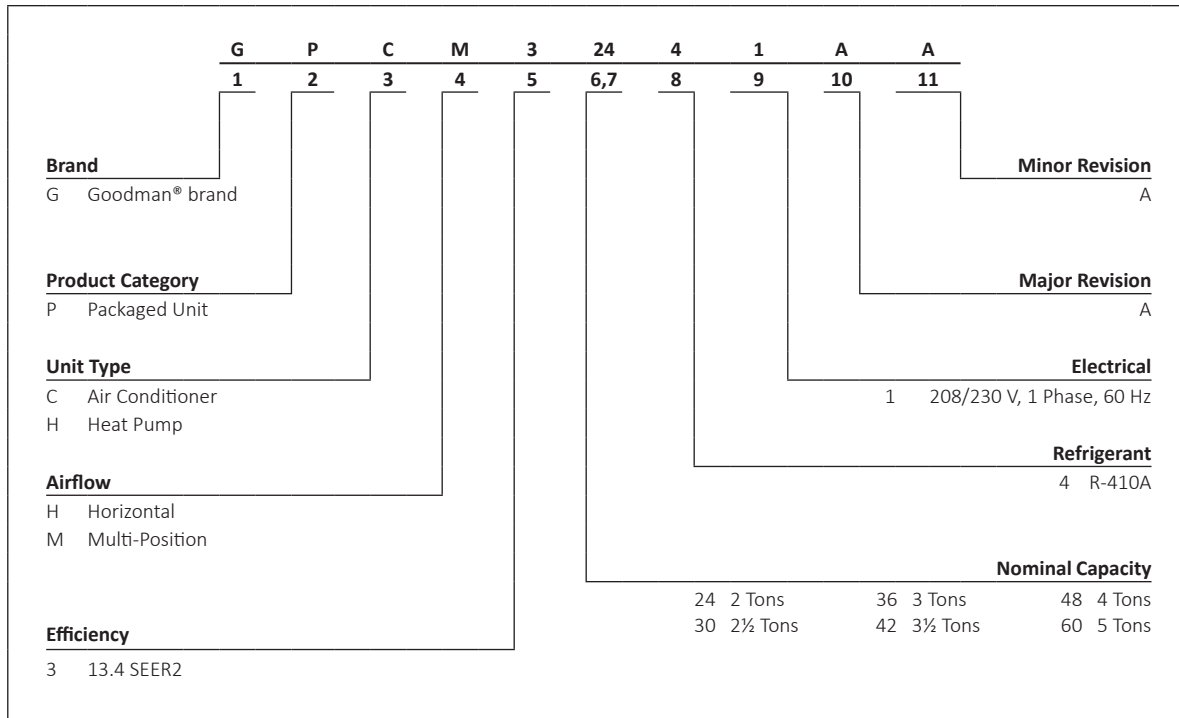 G P C M 3 24 4 1 A A
1 2 3 4 5 6,7 8 9 10 11
Brand
G Goodman® brand
Product Category
P Packaged Unit
Unit Type
C Air Conditioner
H Heat Pump
Airflow
H Horizontal
M Multi-Position
Efficiency
3 13.4 SEER2
Minor Revision
A
Major Revision
A
Electrical
1 208/230 V, 1 Phase, 60 Hz
Refrigerant
4 R-410A
Nominal Capacity
24 2 Tons 36 3 Tons 48 4 Tons
30 2½ Tons 42 3½ Tons 60 5 Tons